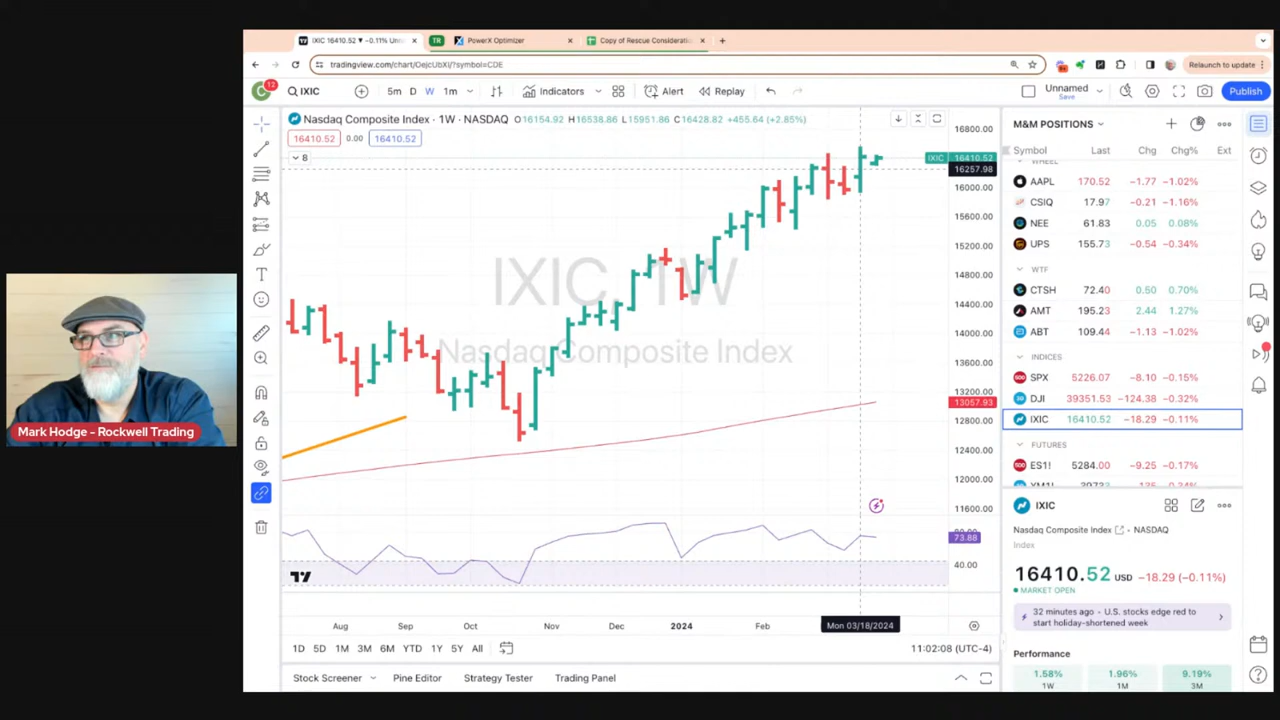 IXIC 16410.52 ▼ −0.11% Unn
TR
PowerX Optimizer
Copy of Rescue Consideration
tradingview.com/chart/OejcUbXl/?symbol=CDE
Relaunch to update
12
IXIC
5m D W 1m
Indicators
Alert
Replay
Unnamed
Save
Publish
Nasdaq Composite Index · 1W · NASDAQ O16154.92 H16538.86 L15951.86 C16428.82 +455.64 (+2.85%)
16410.52 0.00 16410.52
8
IXIC, 1W
Nasdaq Composite Index
16800.00
IXIC 16410.52
16257.98
16000.00
15600.00
15200.00
14800.00
14400.00
14000.00
13600.00
13200.00
13057.93
12800.00
12400.00
12000.00
11600.00
73.88
40.00
Aug Sep Oct Nov Dec 2024 Feb Mon 03/18/2024
1D 5D 1M 3M 6M YTD 1Y 5Y All
11:02:08 (UTC-4)
Stock Screener Pine Editor Strategy Tester Trading Panel
M&M POSITIONS
Symbol Last Chg Chg% Ext
WHEEL
AAPL 170.52 −1.77 −1.02%
CSIQ 17.97 −0.21 −1.16%
NEE 61.83 0.05 0.08%
UPS 155.73 −0.54 −0.34%
WTF
CTSH 72.40 0.50 0.70%
AMT 195.23 2.44 1.27%
ABT 109.44 −1.13 −1.02%
INDICES
SPX 5226.07 −8.10 −0.15%
DJI 39351.53 −124.38 −0.32%
IXIC 16410.52 −18.29 −0.11%
FUTURES
ES1! 5284.00 −9.25 −0.17%
IXIC
Nasdaq Composite Index · NASDAQ
Index
16410.52 USD −18.29 (−0.11%)
MARKET OPEN
32 minutes ago · U.S. stocks edge red to
start holiday-shortened week
Performance
1.58% 1.96% 9.19%
1W 1M 3M
Mark Hodge - Rockwell Trading